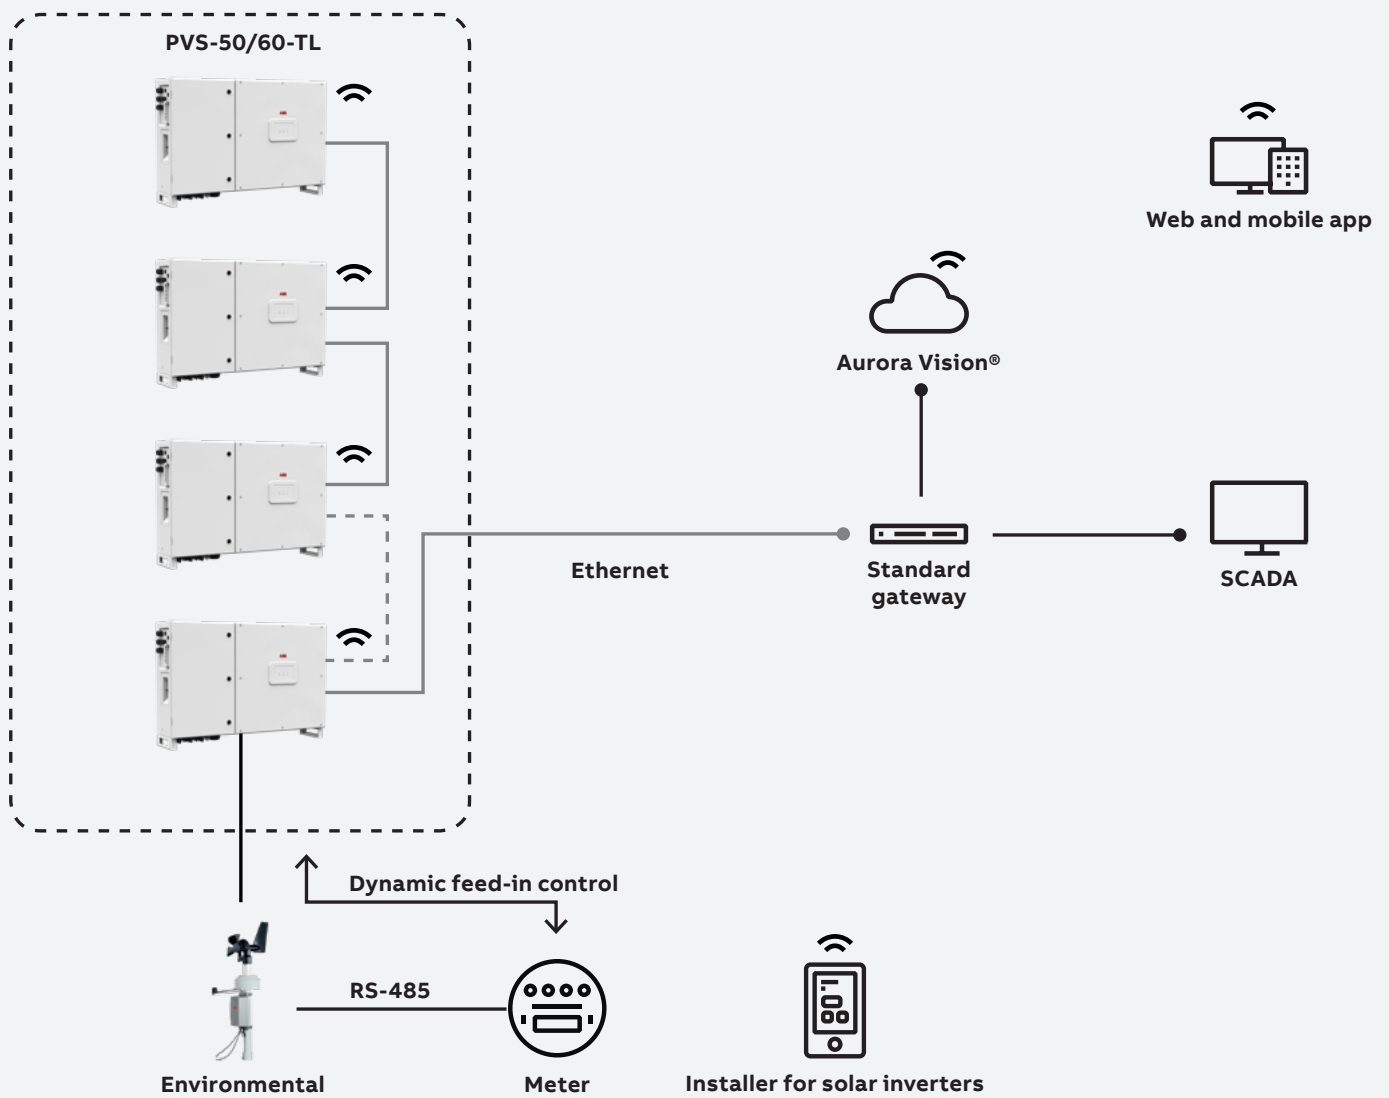 PVS-50/60-TL
Web and mobile app
Aurora Vision®
Ethernet
Standard
gateway
SCADA
Dynamic feed-in control
RS-485
Environmental
Meter
Installer for solar inverters